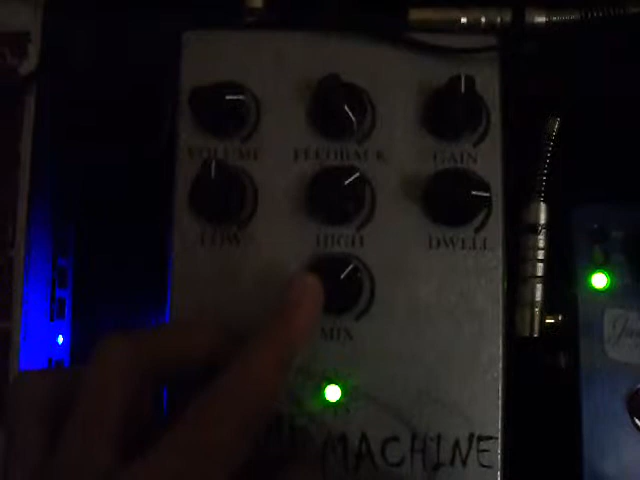 VOLUME FEEDBACK GAIN
LOW HIGH DWELL
MIX
MACHINE